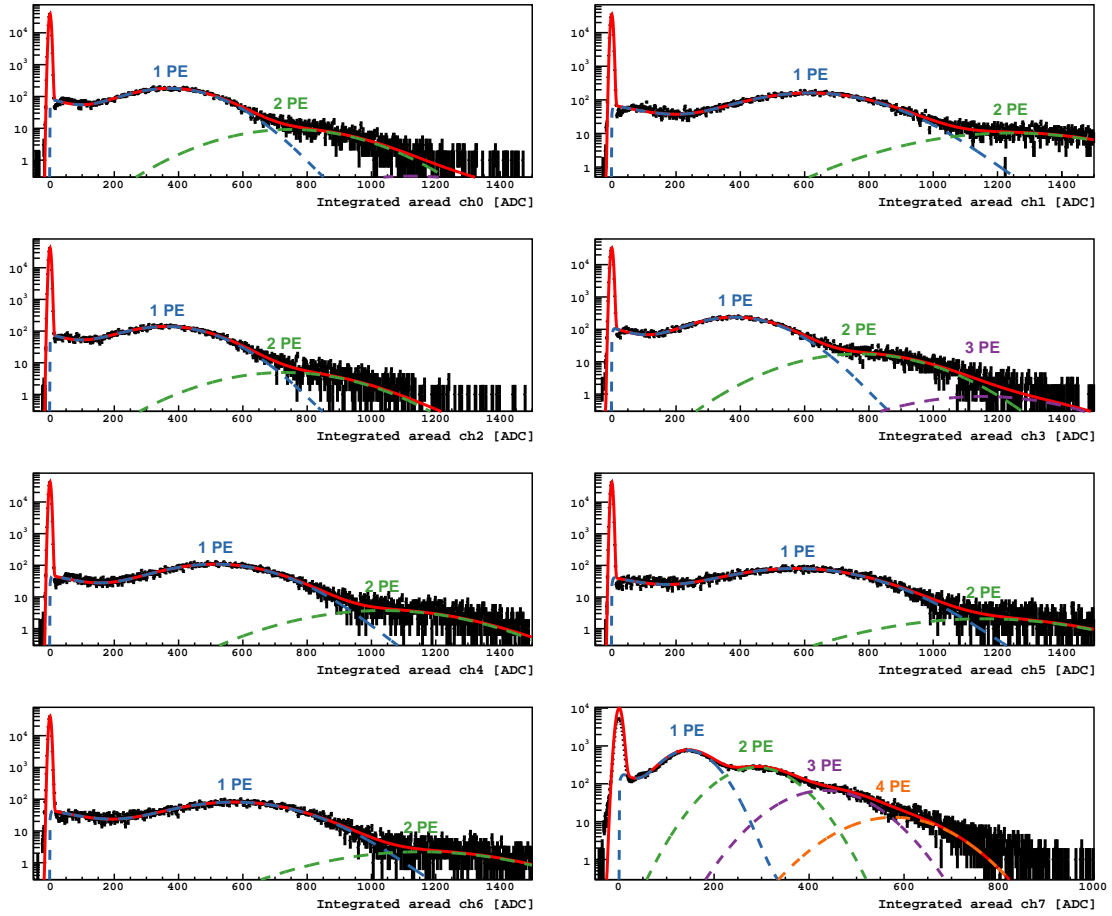 10⁴
10³
10²
10
1
1 PE
2 PE
0 200 400 600 800 1000 1200 1400
Integrated aread ch0 [ADC]
10⁴
10³
10²
10
1
1 PE
2 PE
0 200 400 600 800 1000 1200 1400
Integrated aread ch1 [ADC]
10⁴
10³
10²
10
1
1 PE
2 PE
0 200 400 600 800 1000 1200 1400
Integrated aread ch2 [ADC]
10⁴
10³
10²
10
1
1 PE
2 PE
3 PE
0 200 400 600 800 1000 1200 1400
Integrated aread ch3 [ADC]
10⁴
10³
10²
10
1
1 PE
2 PE
0 200 400 600 800 1000 1200 1400
Integrated aread ch4 [ADC]
10⁴
10³
10²
10
1
1 PE
2 PE
0 200 400 600 800 1000 1200 1400
Integrated aread ch5 [ADC]
10⁴
10³
10²
10
1
1 PE
2 PE
0 200 400 600 800 1000 1200 1400
Integrated aread ch6 [ADC]
10⁴
10³
10²
10
1
1 PE
2 PE
3 PE
4 PE
0 200 400 600 800 1000
Integrated aread ch7 [ADC]